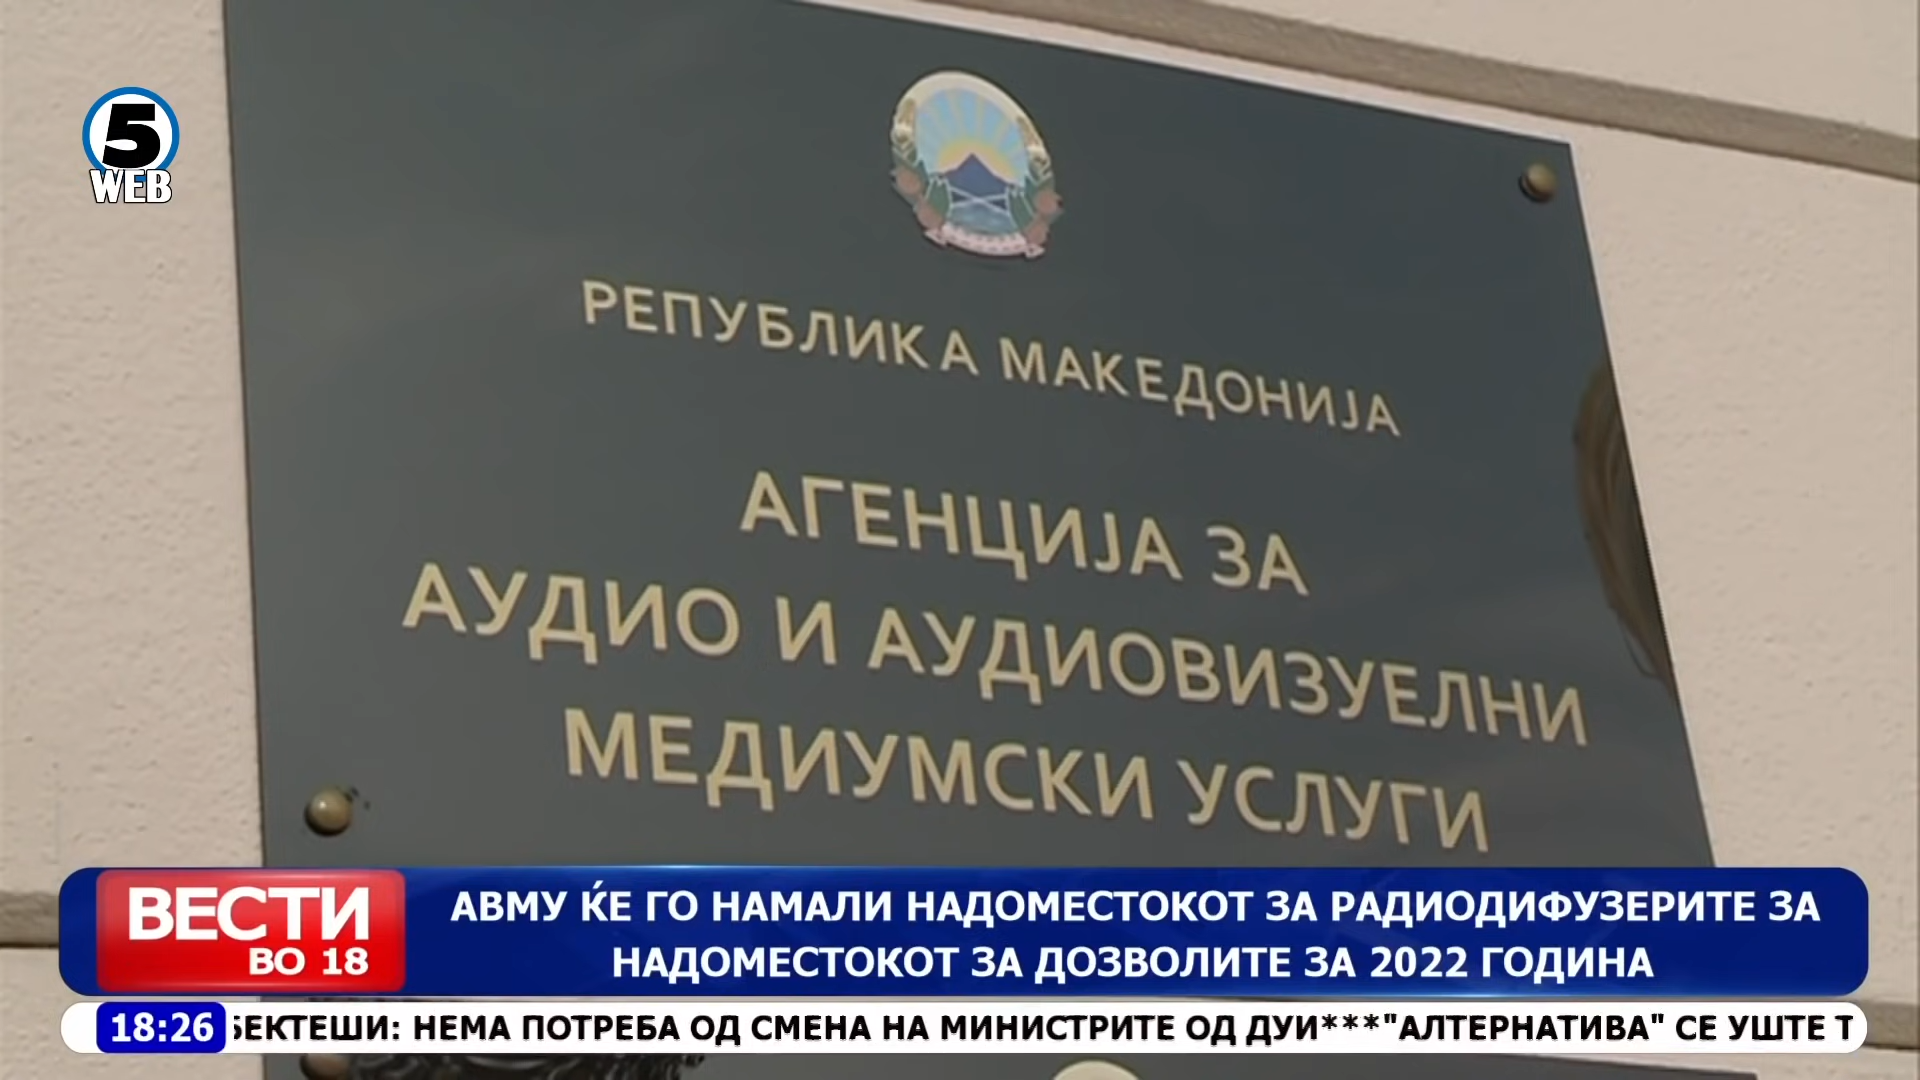 5
WEB
РЕПУБЛИКА МАКЕДОНИЈА
АГЕНЦИЈА ЗА
АУДИО И АУДИОВИЗУЕЛНИ
МЕДИУМСКИ УСЛУГИ
ВЕСТИ
ВО 18
АВМУ ЌЕ ГО НАМАЛИ НАДОМЕСТОКОТ ЗА РАДИОДИФУЗЕРИТЕ ЗА
НАДОМЕСТОКОТ ЗА ДОЗВОЛИТЕ ЗА 2022 ГОДИНА
18:26
БЕКТЕШИ: НЕМА ПОТРЕБА ОД СМЕНА НА МИНИСТРИТЕ ОД ДУИ***"АЛТЕРНАТИВА" СЕ УШТЕ Т